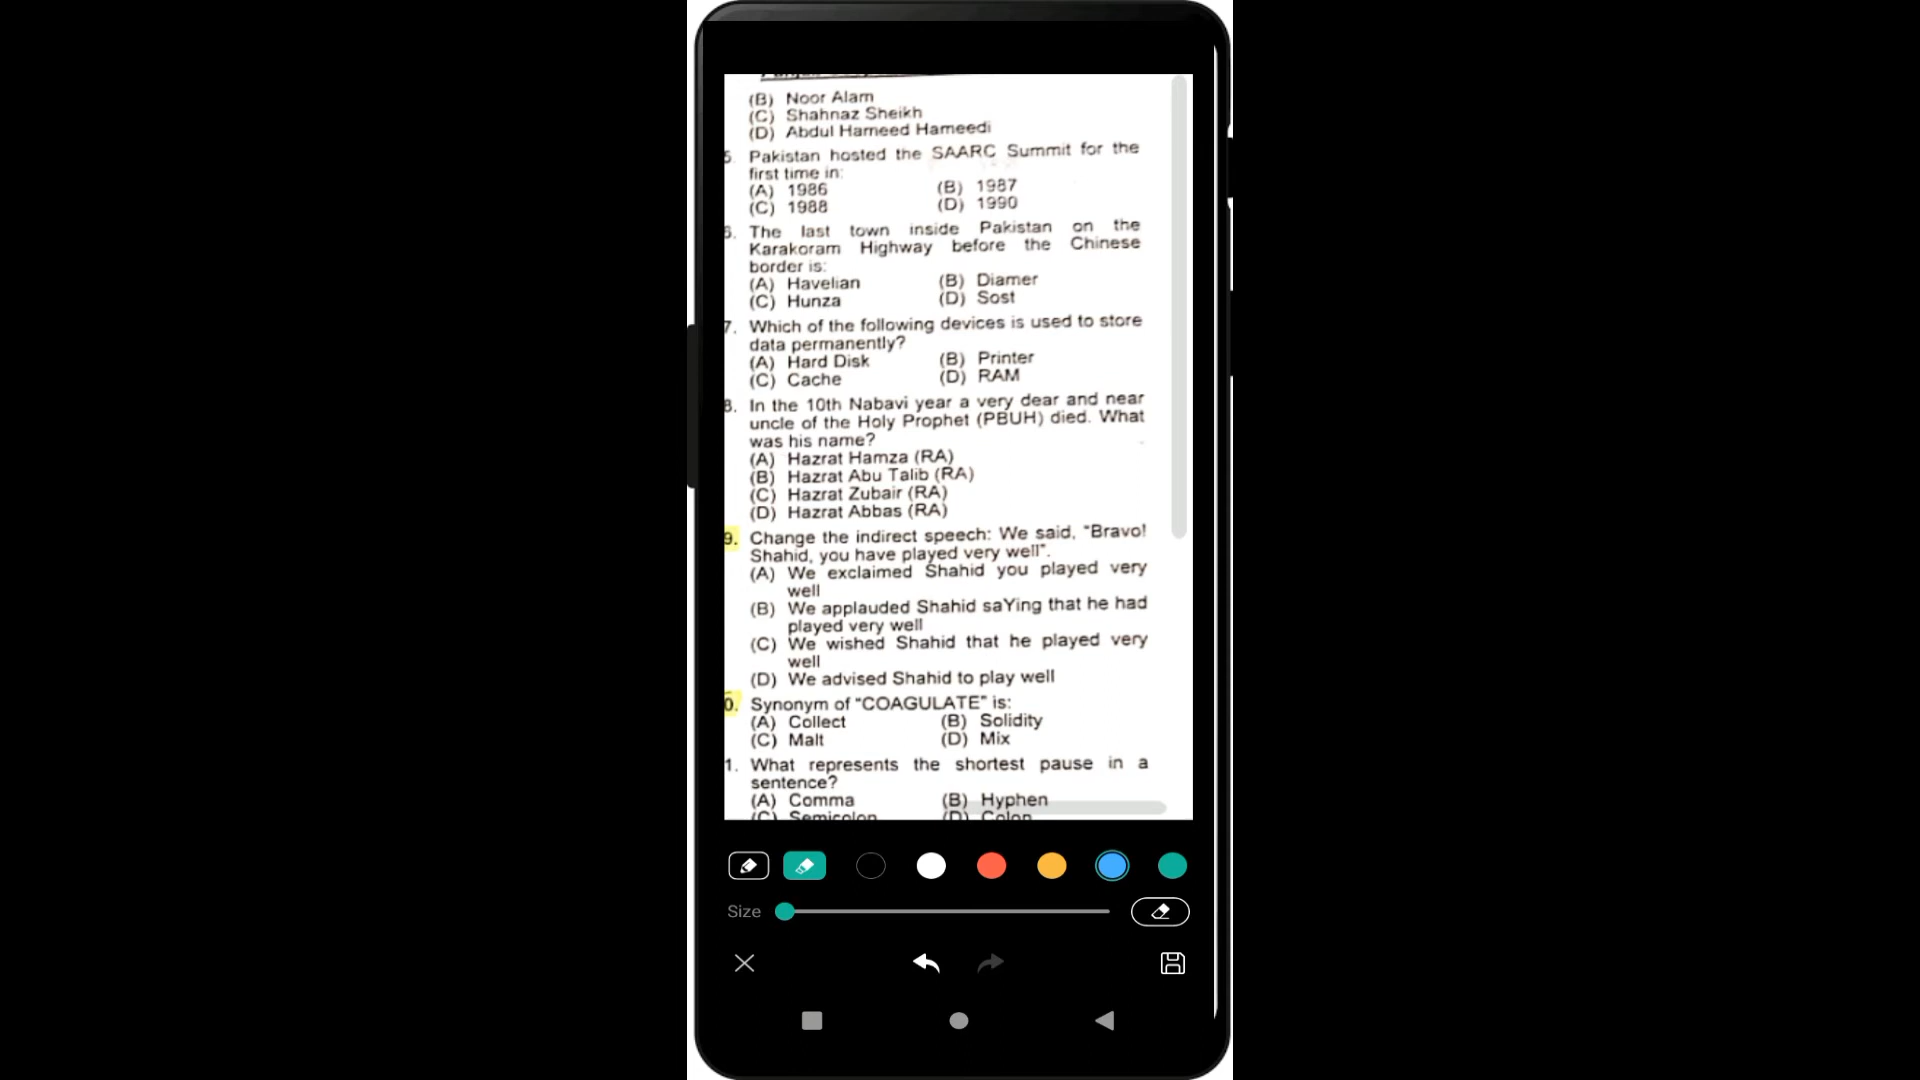 (B) Noor Alam
(C) Shahnaz Sheikh
(D) Abdul Hameed Hameedi
5. Pakistan hosted the SAARC Summit for the
first time in:
(A) 1986 (B) 1987
(C) 1988 (D) 1990
6. The last town inside Pakistan on the
Karakoram Highway before the Chinese
border is:
(A) Havelian (B) Diamer
(C) Hunza (D) Sost
7. Which of the following devices is used to store
data permanently?
(A) Hard Disk (B) Printer
(C) Cache (D) RAM
8. In the 10th Nabavi year a very dear and near
uncle of the Holy Prophet (PBUH) died. What
was his name?
(A) Hazrat Hamza (RA)
(B) Hazrat Abu Talib (RA)
(C) Hazrat Zubair (RA)
(D) Hazrat Abbas (RA)
9. Change the indirect speech: We said, "Bravo!
Shahid, you have played very well".
(A) We exclaimed Shahid you played very
well
(B) We applauded Shahid saYing that he had
played very well
(C) We wished Shahid that he played very
well
(D) We advised Shahid to play well
0. Synonym of "COAGULATE" is:
(A) Collect (B) Solidity
(C) Malt (D) Mix
1. What represents the shortest pause in a
sentence?
(A) Comma (B) Hyphen
(C) Semicolon (D) Colon
Size